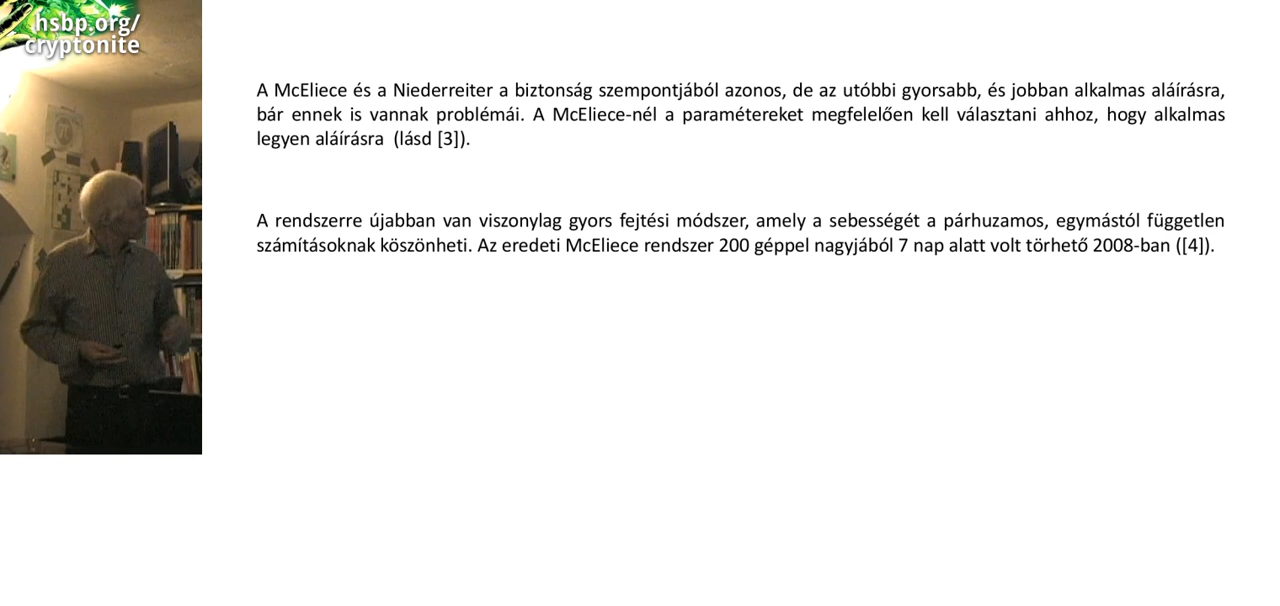 hsbp.org/
cryptonite
A McEliece és a Niederreiter a biztonság szempontjából azonos, de az utóbbi gyorsabb, és jobban alkalmas aláírásra,
bár ennek is vannak problémái. A McEliece-nél a paramétereket megfelelően kell választani ahhoz, hogy alkalmas
legyen aláírásra (lásd [3]).
A rendszerre újabban van viszonylag gyors fejtési módszer, amely a sebességét a párhuzamos, egymástól független
számításoknak köszönheti. Az eredeti McEliece rendszer 200 géppel nagyjából 7 nap alatt volt törhető 2008-ban ([4]).